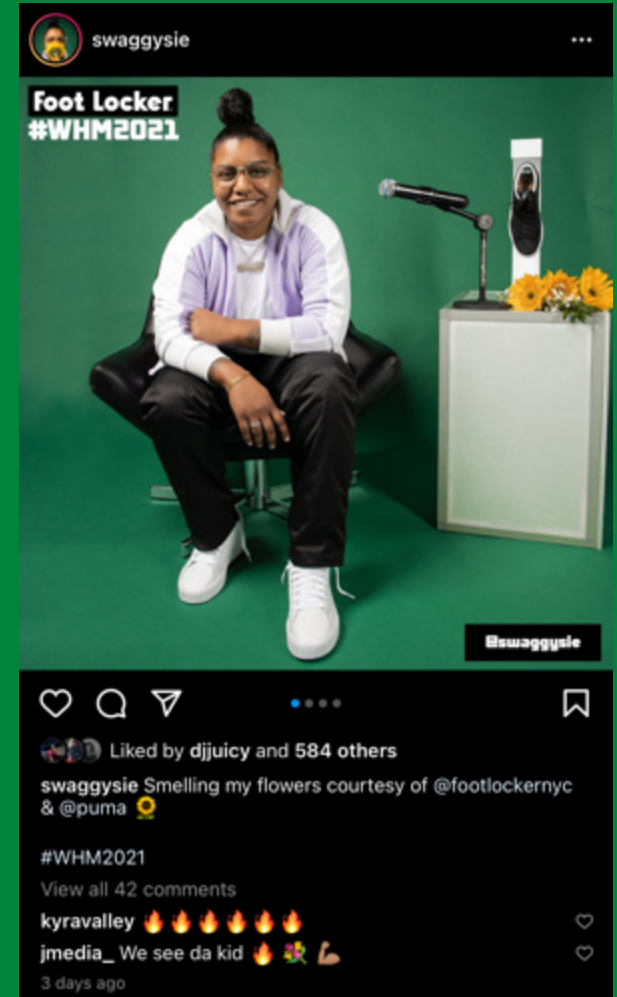 swaggysie
Foot Locker
#WHM2021
@swaggysie
Liked by djjuicy and 584 others
swaggysie Smelling my flowers courtesy of @footlockernyc
& @puma 🌻
#WHM2021
View all 42 comments
kyravalley 🔥🔥🔥🔥🔥🔥
jmedia_ We see da kid 🔥💐💪🏽
3 days ago